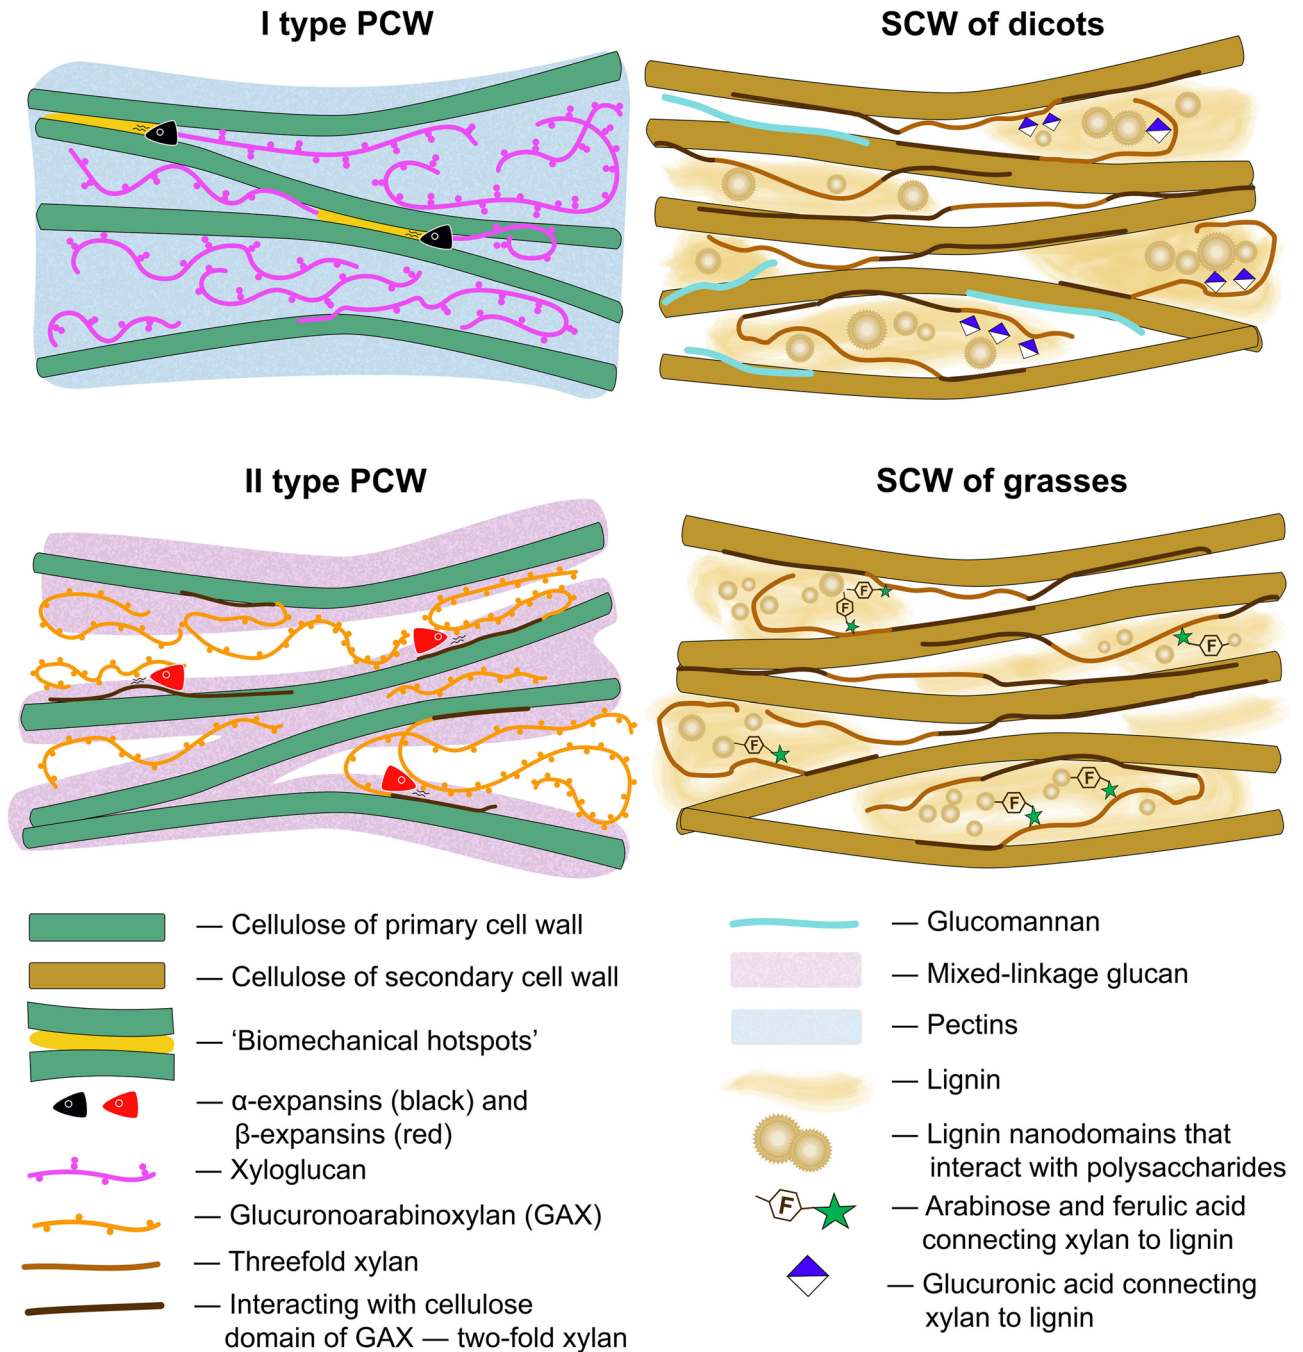 I type PCW
SCW of dicots
II type PCW
SCW of grasses
F
F
F
F
F
F
— Cellulose of primary cell wall
— Cellulose of secondary cell wall
— ‘Biomechanical hotspots’
— α-expansins (black) and
β-expansins (red)
— Xyloglucan
— Glucuronoarabinoxylan (GAX)
— Threefold xylan
— Interacting with cellulose
domain of GAX — two-fold xylan
— Glucomannan
— Mixed-linkage glucan
— Pectins
— Lignin
— Lignin nanodomains that
interact with polysaccharides
F
— Arabinose and ferulic acid
connecting xylan to lignin
— Glucuronic acid connecting
xylan to lignin